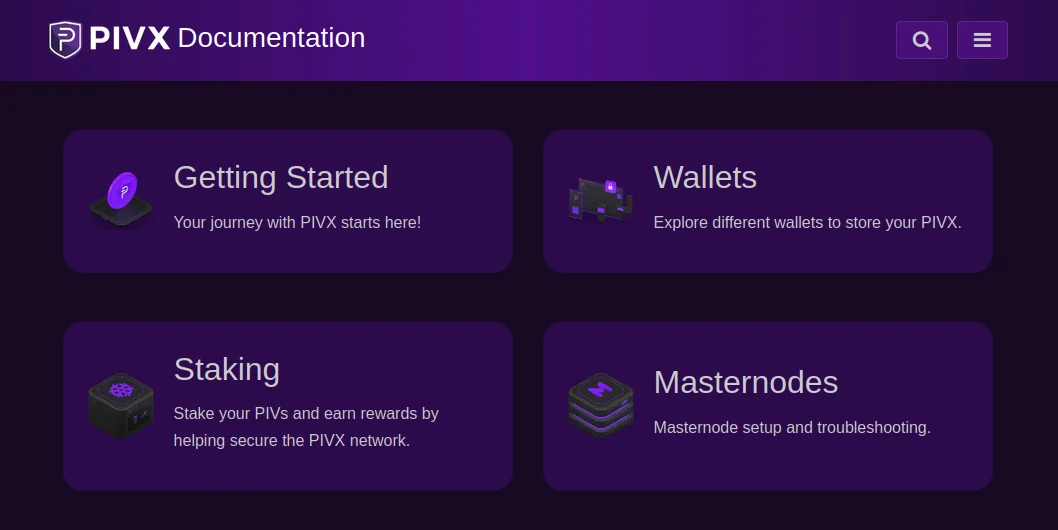 PIVX Documentation
Getting Started
Your journey with PIVX starts here!
Wallets
Explore different wallets to store your PIVX.
Staking
Stake your PIVs and earn rewards by
helping secure the PIVX network.
Masternodes
Masternode setup and troubleshooting.